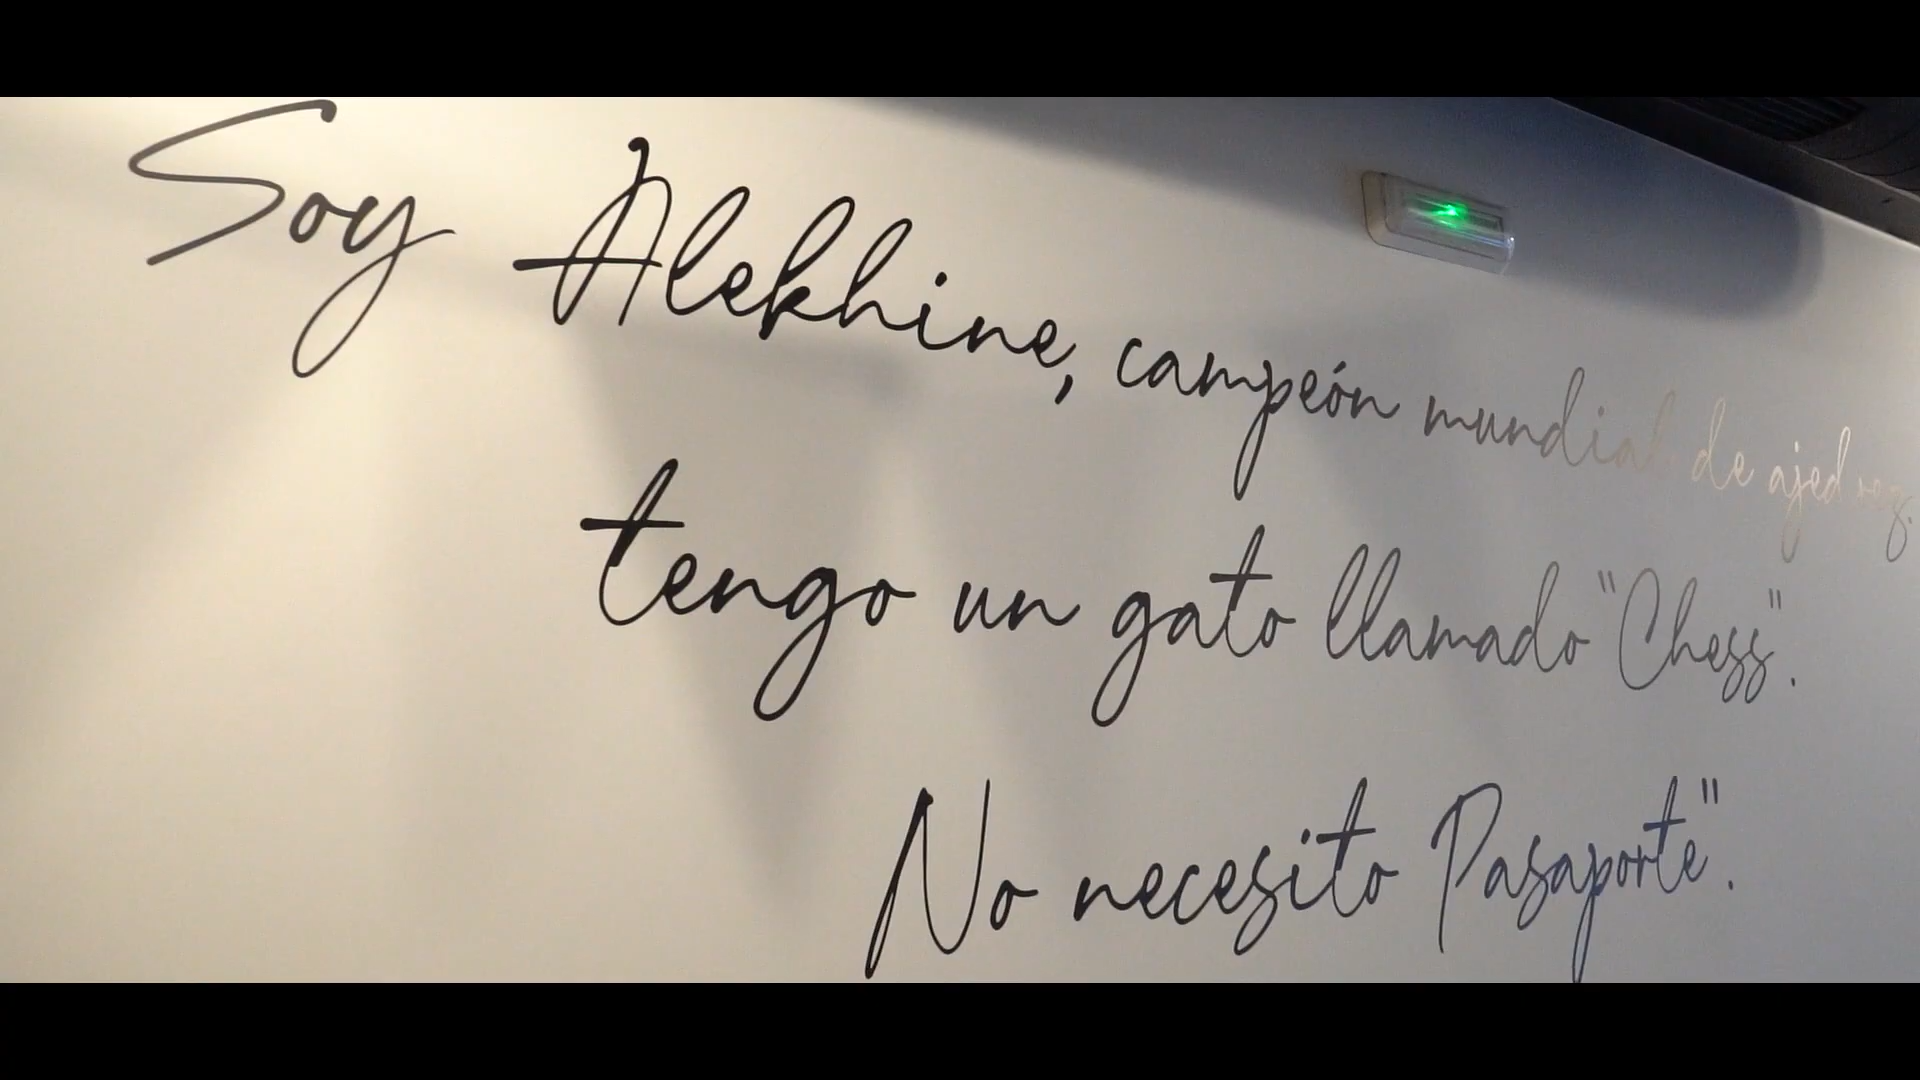 Soy Alekhine, campeón mundial de ajedrez.
tengo un gato llamado "Chess".
No necesito Pasaporte".